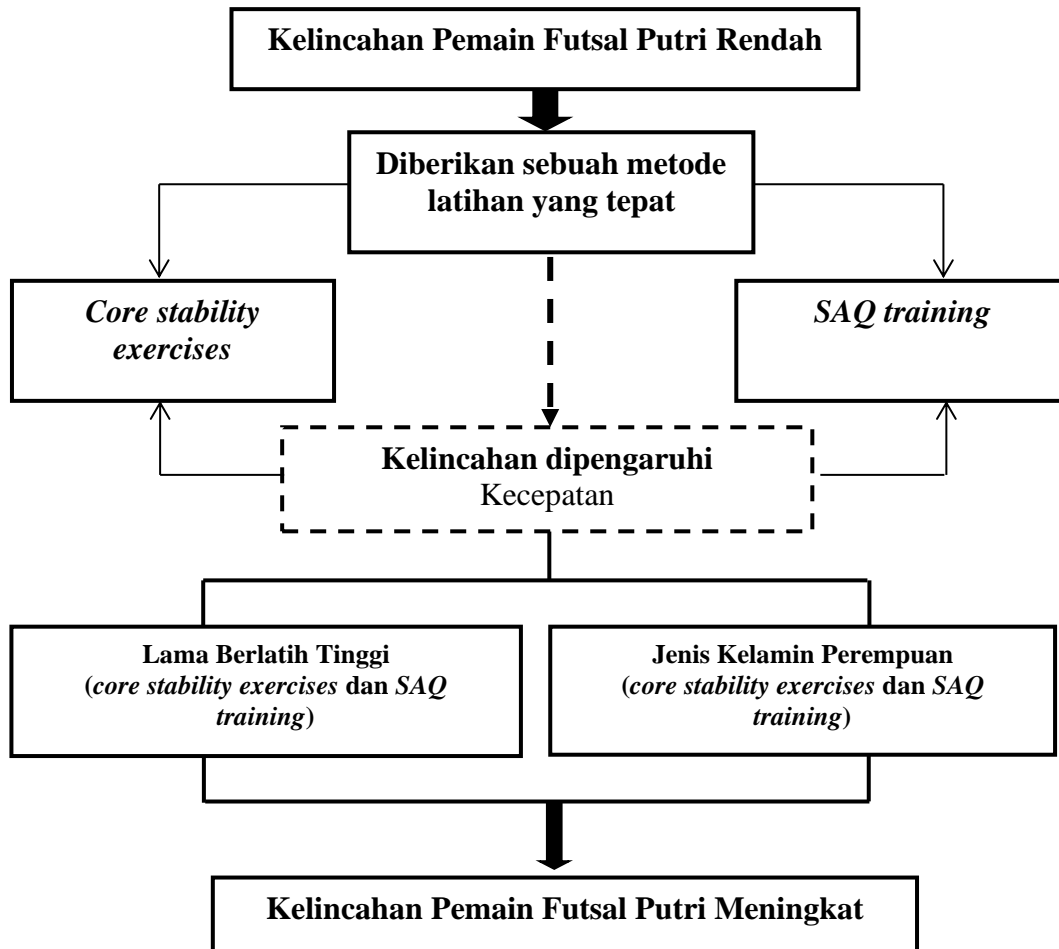 Kelincahan Pemain Futsal Putri Rendah
Diberikan sebuah metode
latihan yang tepat
Core stability
exercises
SAQ training
Kelincahan dipengaruhi
Kecepatan
Lama Berlatih Tinggi
(core stability exercises dan SAQ
training)
Jenis Kelamin Perempuan
(core stability exercises dan SAQ
training)
Kelincahan Pemain Futsal Putri Meningkat